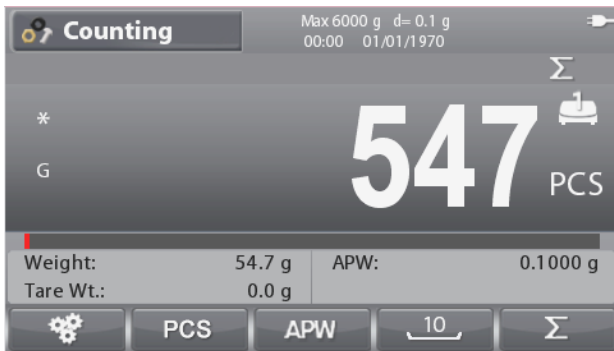 Counting
Max 6000 g d= 0.1 g
00:00 01/01/1970
Σ
1
*
547
G
PCS
Weight: 54.7 g APW: 0.1000 g
Tare Wt.: 0.0 g
PCS APW 10 Σ